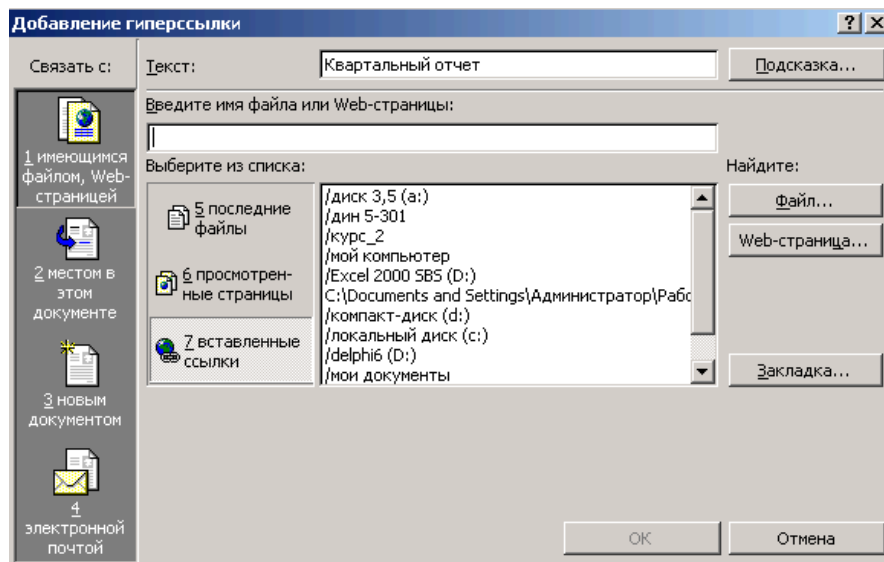 Добавление гиперссылки
Связать с:
Текст:
Квартальный отчет
Подсказка...
Введите имя файла или Web-страницы:
1 имеющимся
файлом, Web-
страницей
Выберите из списка:
Найдите:
5 последние
файлы
6 просмотрен-
ные страницы
7 вставленные
ссылки
/диск 3,5 (a:)
/дин 5-301
/курс_2
/мой компьютер
/Excel 2000 SBS (D:)
C:\Documents and Settings\Администратор\Рабо
/компакт-диск (d:)
/локальный диск (c:)
/delphi6 (D:)
/мои документы
Файл...
Web-страница...
Закладка...
2 местом в
этом
документе
3 новым
документом
4
электронной
почтой
OK
Отмена